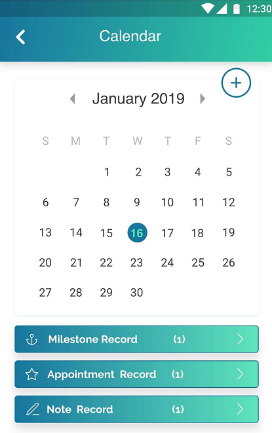 12:30
Calendar
January 2019
S M T W T F S
1 2 3 4 5
6 7 8 9 10 11 12
13 14 15 16 17 18 19
20 21 22 23 24 25 26
27 28 29 30
Milestone Record (1)
Appointment Record (1)
Note Record (1)